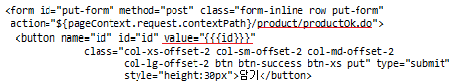 <form id="put-form" method="post" class="form-inline row put-form"
action="${pageContext.request.contextPath}/product/productOk.do">
<button name="id" id="id" value="{{{id}}}"
class="col-xs-offset-2 col-sm-offset-2 col-md-offset-2
col-lg-offset-2 btn btn-success btn-xs put" type="submit"
style="height:30px">담기</button>